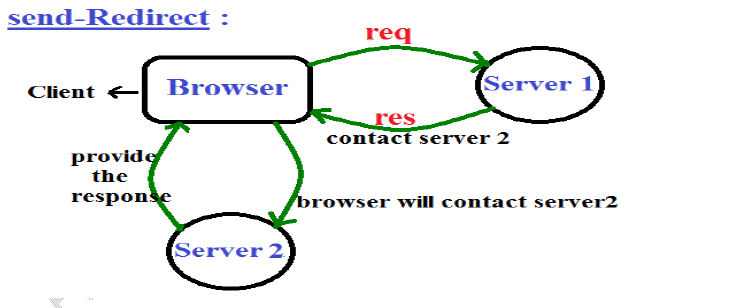 send-Redirect :
req
Client
Browser
Server 1
res
contact server 2
provide
the
response
browser will contact server2
Server 2